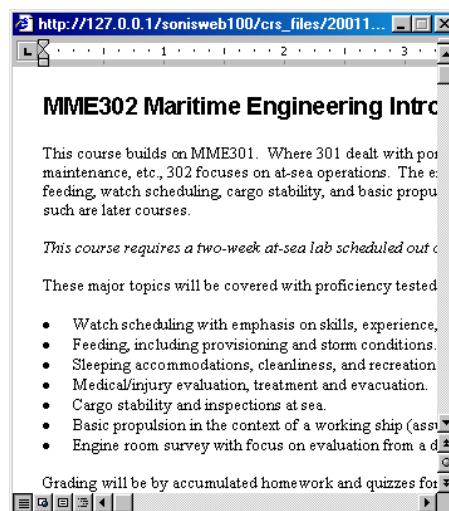 http://127.0.0.1/sonisweb100/crs_files/20011...
1 2 3
MME302 Maritime Engineering
This course builds on MME301. Where 301 dealt with
maintenance, etc., 302 focuses on at-sea operations. The
feeding, watch scheduling, cargo stability, and basic
such are later courses.
This course requires a two-week at-sea lab scheduled out
These major topics will be covered with proficiency tested
• Watch scheduling with emphasis on skills, experience,
• Feeding, including provisioning and storm conditions.
• Sleeping accommodations, cleanliness, and recreation
• Medical/injury evaluation, treatment and evacuation.
• Cargo stability and inspections at sea.
• Basic propulsion in the context of a working ship
• Engine room survey with focus on evaluation from a
Grading will be by accumulated homework and quizzes